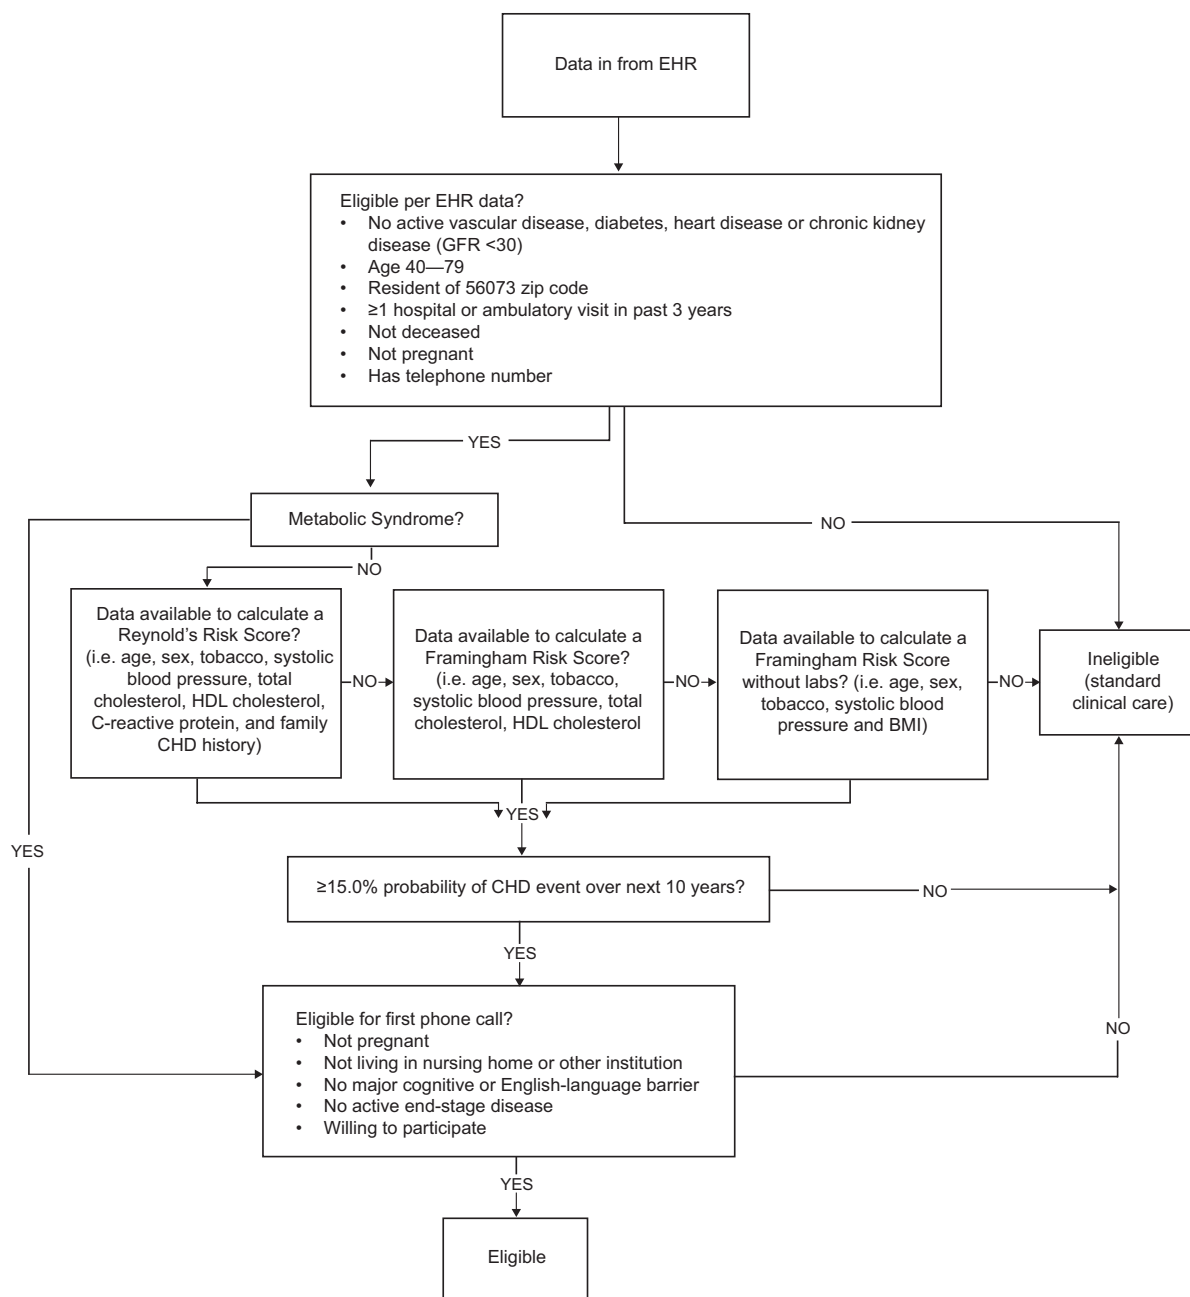 Data in from EHR
Eligible per EHR data?
• No active vascular disease, diabetes, heart disease or chronic kidney
disease (GFR <30)
• Age 40—79
• Resident of 56073 zip code
• ≥1 hospital or ambulatory visit in past 3 years
• Not deceased
• Not pregnant
• Has telephone number
YES
Metabolic Syndrome?
NO
NO
Data available to calculate a
Reynold's Risk Score?
(i.e. age, sex, tobacco, systolic
blood pressure, total
cholesterol, HDL cholesterol,
C-reactive protein, and family
CHD history)
NO
Data available to calculate a
Framingham Risk Score?
(i.e. age, sex, tobacco,
systolic blood pressure, total
cholesterol, HDL cholesterol
NO
Data available to calculate a
Framingham Risk Score
without labs? (i.e. age, sex,
tobacco, systolic blood
pressure and BMI)
NO
Ineligible
(standard
clinical care)
YES
YES
≥15.0% probability of CHD event over next 10 years?
NO
YES
Eligible for first phone call?
• Not pregnant
• Not living in nursing home or other institution
• No major cognitive or English-language barrier
• No active end-stage disease
• Willing to participate
NO
YES
Eligible